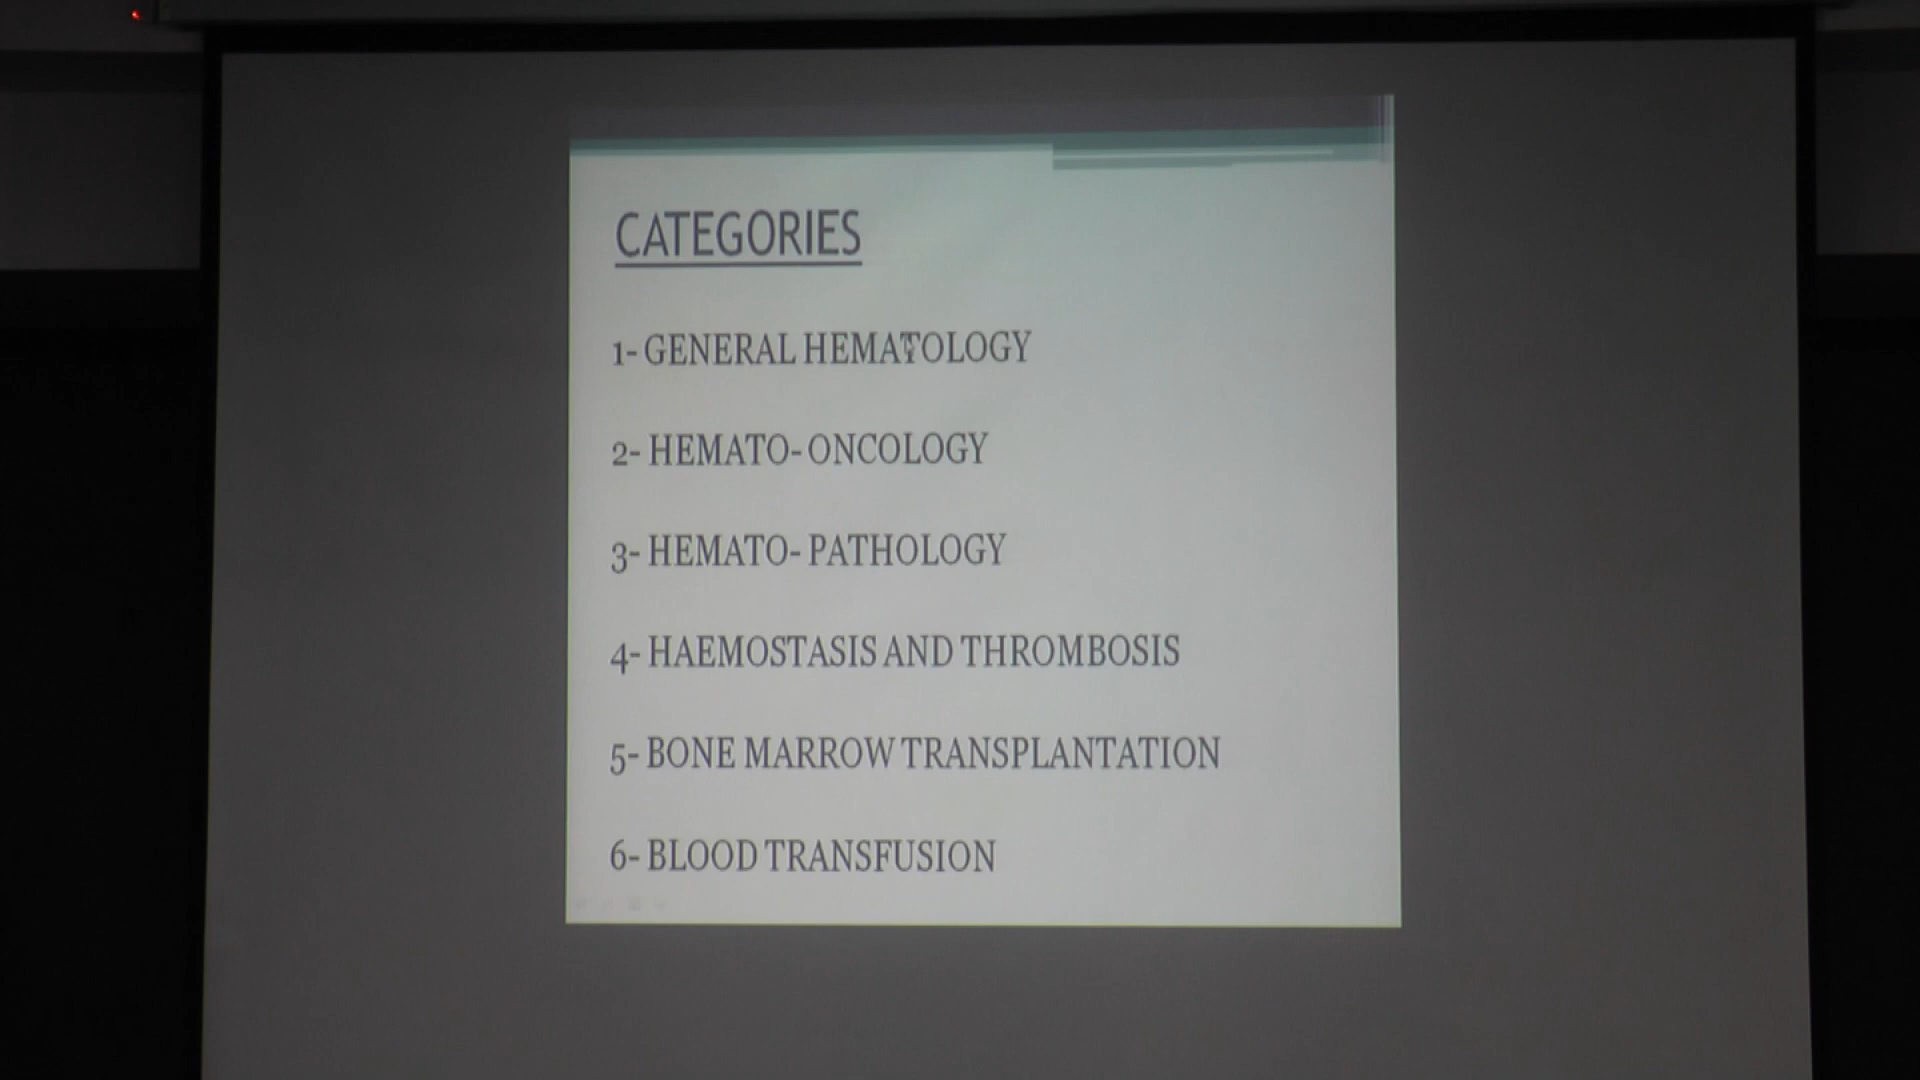 CATEGORIES
1- GENERAL HEMATOLOGY
2- HEMATO- ONCOLOGY
3- HEMATO- PATHOLOGY
4- HAEMOSTASIS AND THROMBOSIS
5- BONE MARROW TRANSPLANTATION
6- BLOOD TRANSFUSION